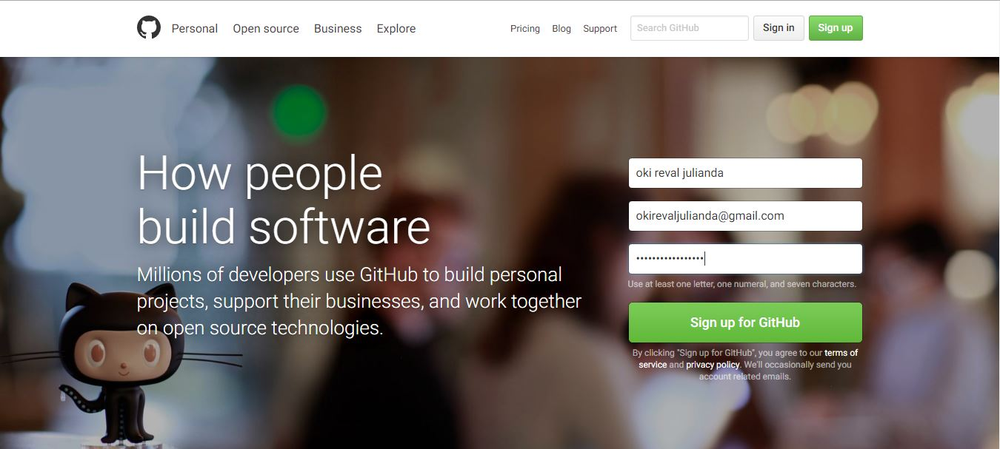 Personal Open source Business Explore Pricing Blog Support Search GitHub Sign in Sign up
How people
build software
Millions of developers use GitHub to build personal
projects, support their businesses, and work together
on open source technologies.
oki reval julianda
okirevaljulianda@gmail.com
•••••••••••••••••
Use at least one letter, one numeral, and seven characters.
Sign up for GitHub
By clicking "Sign up for GitHub", you agree to our terms of
service and privacy policy. We'll occasionally send you
account related emails.